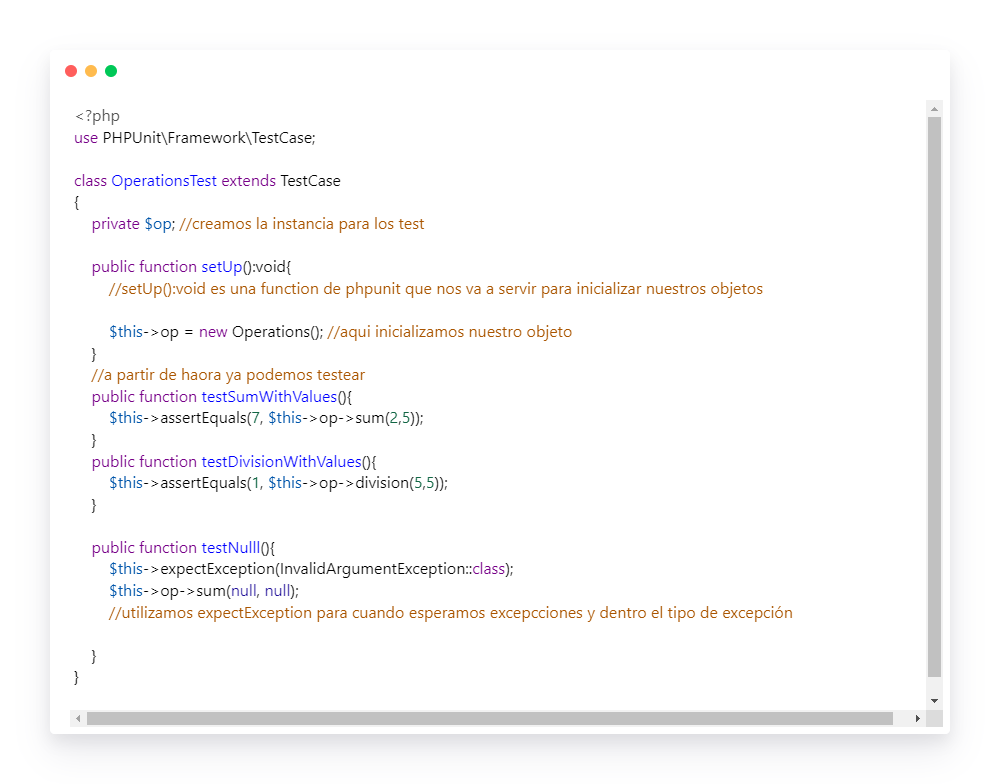 <?php
use PHPUnit\Framework\TestCase;
class OperationsTest extends TestCase
{
private $op; //creamos la instancia para los test
public function setUp():void{
//setUp():void es una function de phpunit que nos va a servir para inicializar nuestros objetos
$this->op = new Operations(); //aqui inicializamos nuestro objeto
}
//a partir de haora ya podemos testear
public function testSumWithValues(){
$this->assertEquals(7, $this->op->sum(2,5));
}
public function testDivisionWithValues(){
$this->assertEquals(1, $this->op->division(5,5));
}
public function testNulll(){
$this->expectException(InvalidArgumentException::class);
$this->op->sum(null, null);
//utilizamos expectException para cuando esperamos excepcciones y dentro el tipo de excepción
}
}